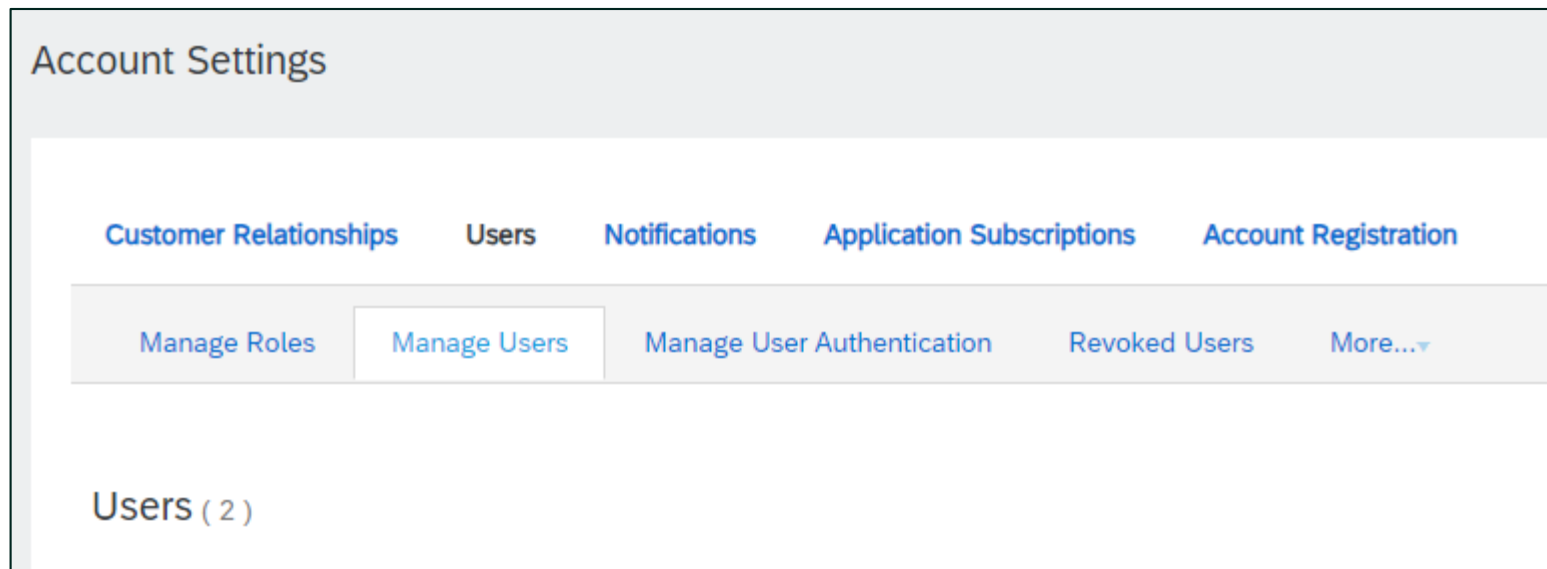 Account Settings
Customer Relationships Users Notifications Application Subscriptions Account Registration
Manage Roles Manage Users Manage User Authentication Revoked Users More...
Users ( 2 )